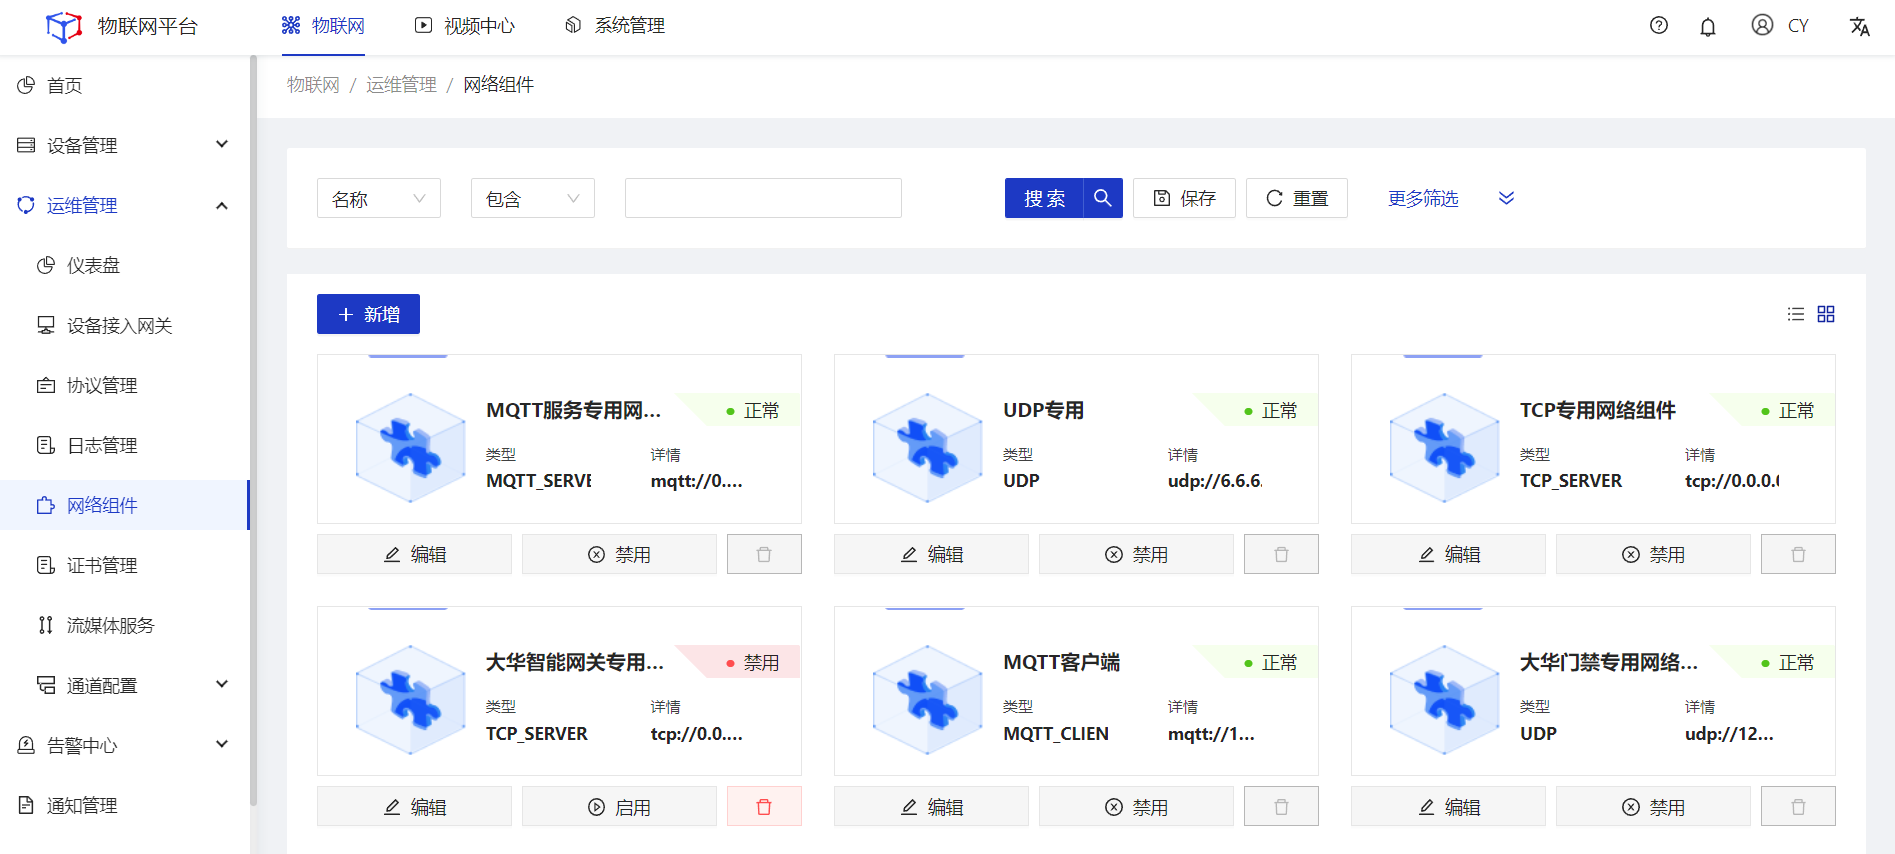 物联网平台
物联网
视频中心
系统管理
CY
首页
设备管理
运维管理
仪表盘
设备接入网关
协议管理
日志管理
网络组件
证书管理
流媒体服务
通道配置
告警中心
通知管理
物联网 / 运维管理 / 网络组件
名称
包含
搜 索
保存
重置
更多筛选
新增
MQTT服务专用网...
正常
类型
详情
MQTT_SERVE
mqtt://0....
编辑
禁用
UDP专用
正常
类型
详情
UDP
udp://6.6.6.
编辑
禁用
TCP专用网络组件
正常
类型
详情
TCP_SERVER
tcp://0.0.0.0
编辑
禁用
大华智能网关专用...
禁用
类型
详情
TCP_SERVER
tcp://0.0....
编辑
启用
MQTT客户端
正常
类型
详情
MQTT_CLIEN
mqtt://1...
编辑
禁用
大华门禁专用网络...
正常
类型
详情
UDP
udp://12...
编辑
禁用